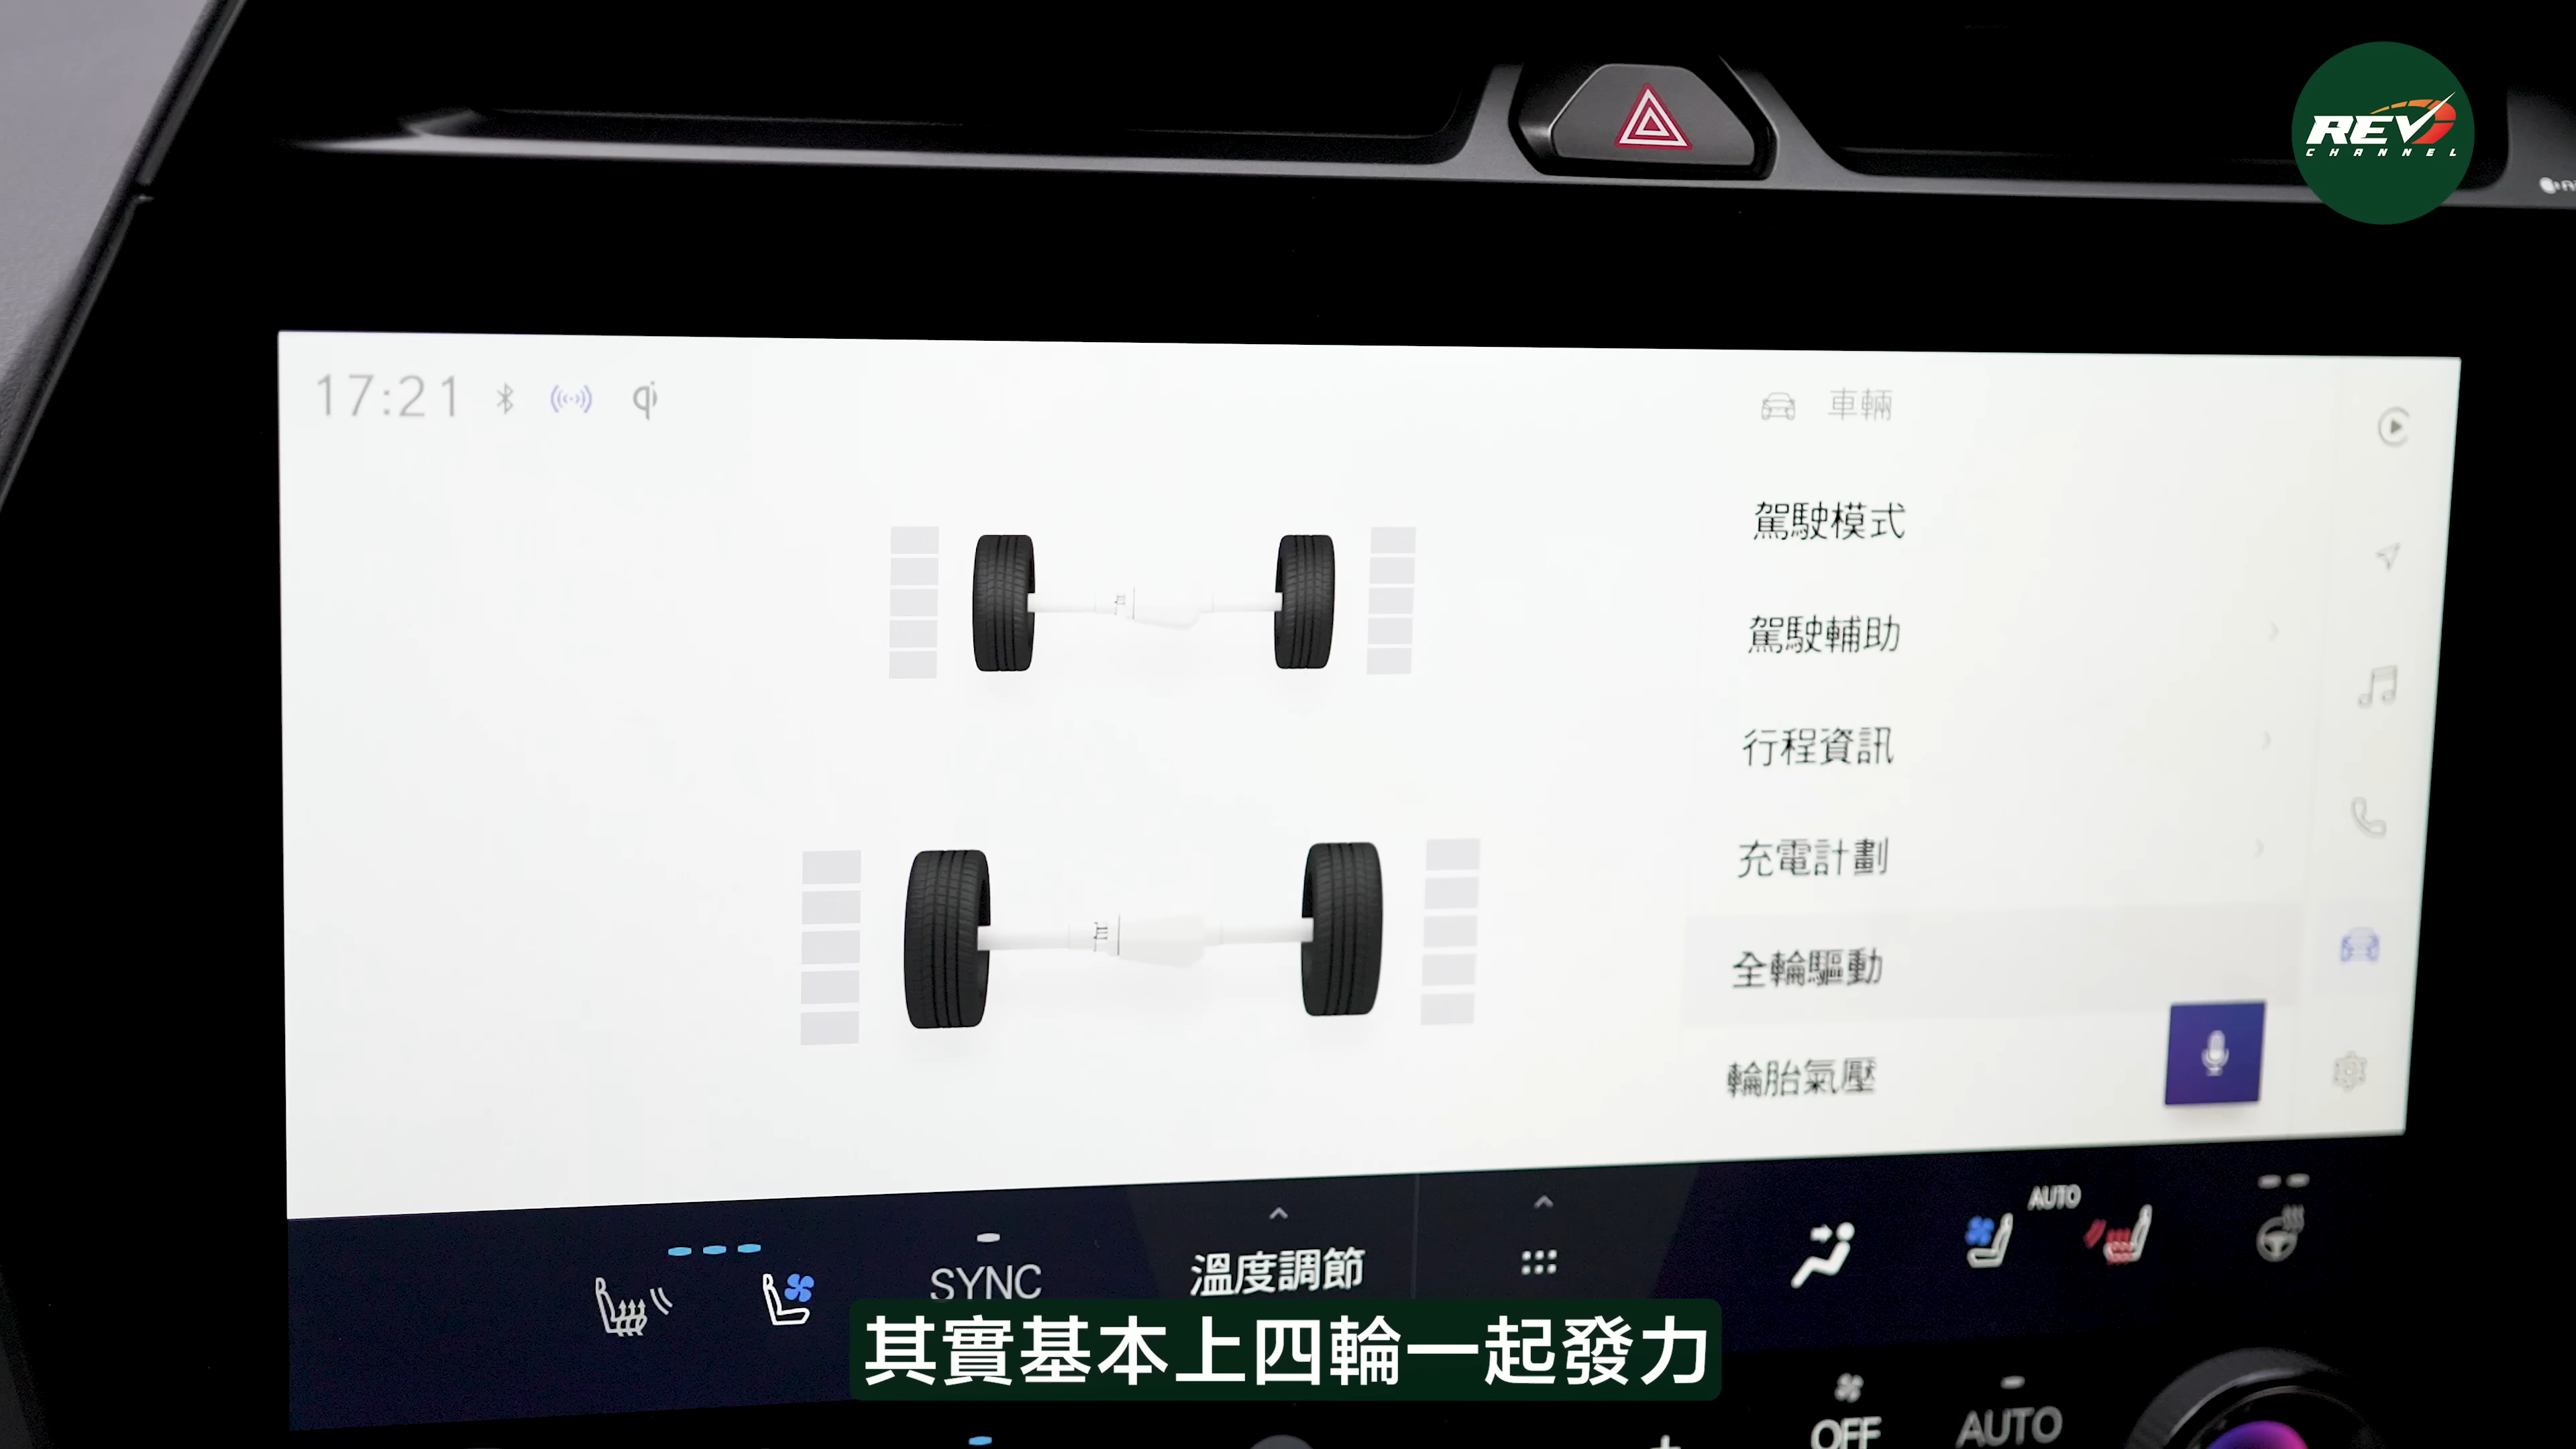 REV
CHANNEL
17:21
車輛
駕駛模式
駕駛輔助
行程資訊
充電計劃
全輪驅動
輪胎氣壓
AUTO
SYNC
溫度調節
其實基本上四輪一起發力
OFF
AUTO